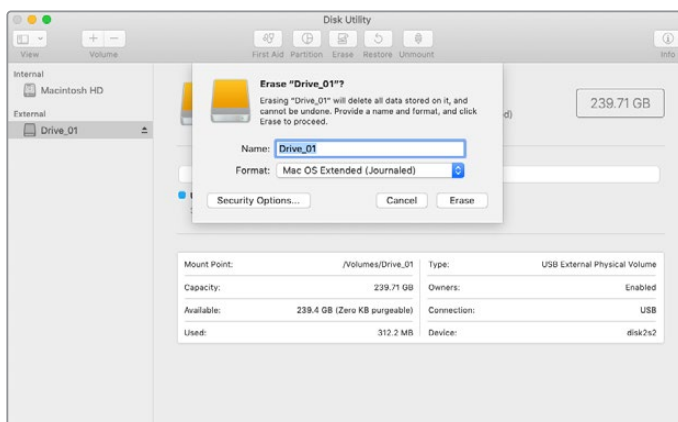 Disk Utility
View
Volume
First Aid
Partition
Erase
Restore
Unmount
Info
Internal
Macintosh HD
External
Drive_01
Erase "Drive_01"?
Erasing "Drive_01" will delete all data stored on it, and
cannot be undone. Provide a name and format, and click
Erase to proceed.
Name: Drive_01
Format: Mac OS Extended (Journaled)
Security Options...
Cancel
Erase
239.71 GB
Mount Point: /Volumes/Drive_01
Capacity: 239.71 GB
Available: 239.4 GB (Zero KB purgeable)
Used: 312.2 MB
Type: USB External Physical Volume
Owners: Enabled
Connection: USB
Device: disk2s2